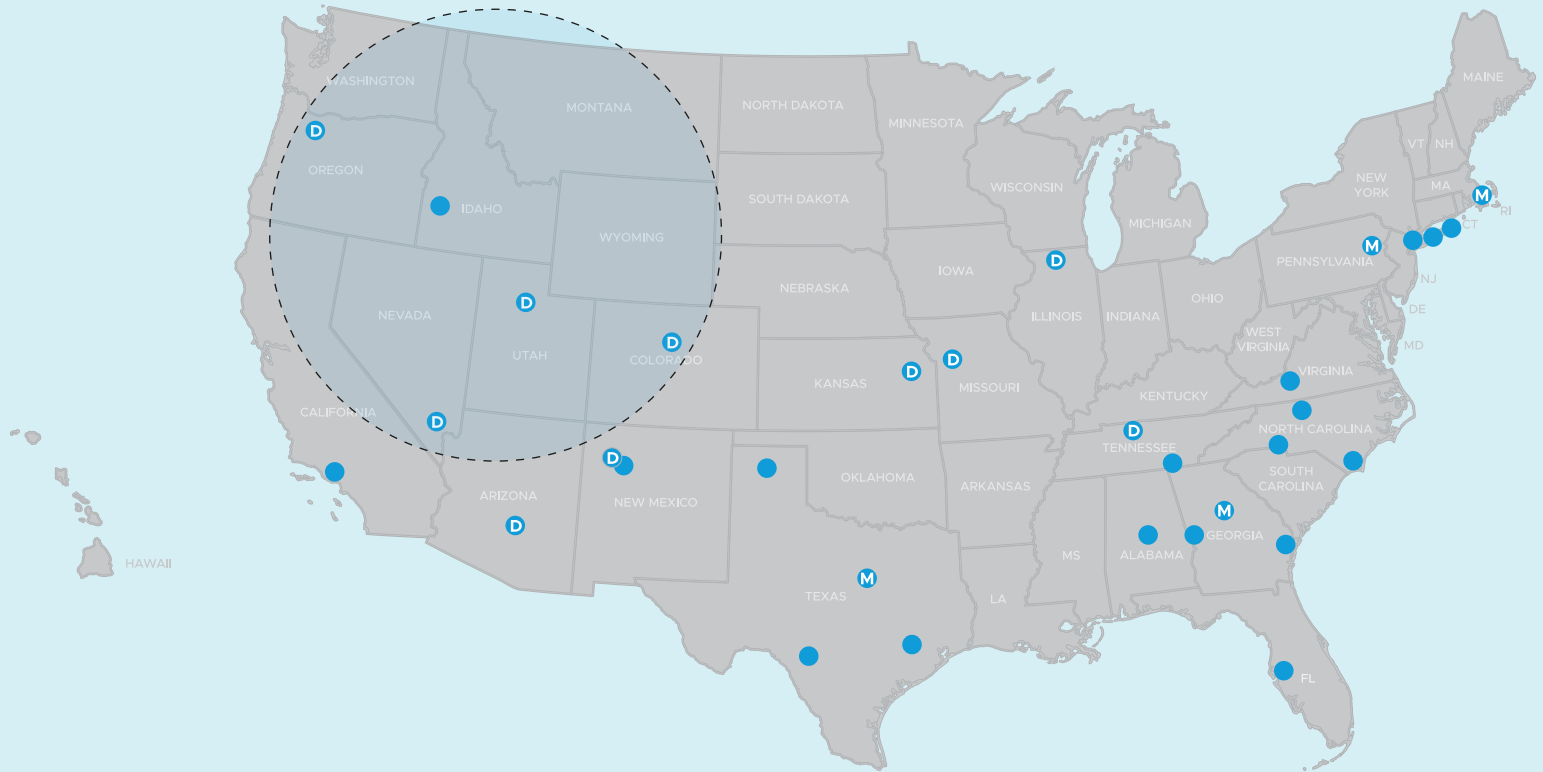 WASHINGTON
MONTANA
NORTH DAKOTA
MINNESOTA
MAINE
D
OREGON
VT
NH
WISCONSIN
NEW
YORK
MA
M
SOUTH DAKOTA
IDAHO
MICHIGAN
RI
CT
WYOMING
M
PENNSYLVANIA
D
IOWA
NJ
NEBRASKA
OHIO
D
NEVADA
ILLINOIS
INDIANA
DE
WEST
VIRGINIA
MD
UTAH
D
COLORADO
D
D
KANSAS
MISSOURI
VIRGINIA
KENTUCKY
CALIFORNIA
D
D
TENNESSEE
NORTH CAROLINA
D
ARIZONA
NEW MEXICO
OKLAHOMA
ARKANSAS
SOUTH
CAROLINA
D
M
GEORGIA
HAWAII
MS
ALABAMA
M
TEXAS
LA
FL